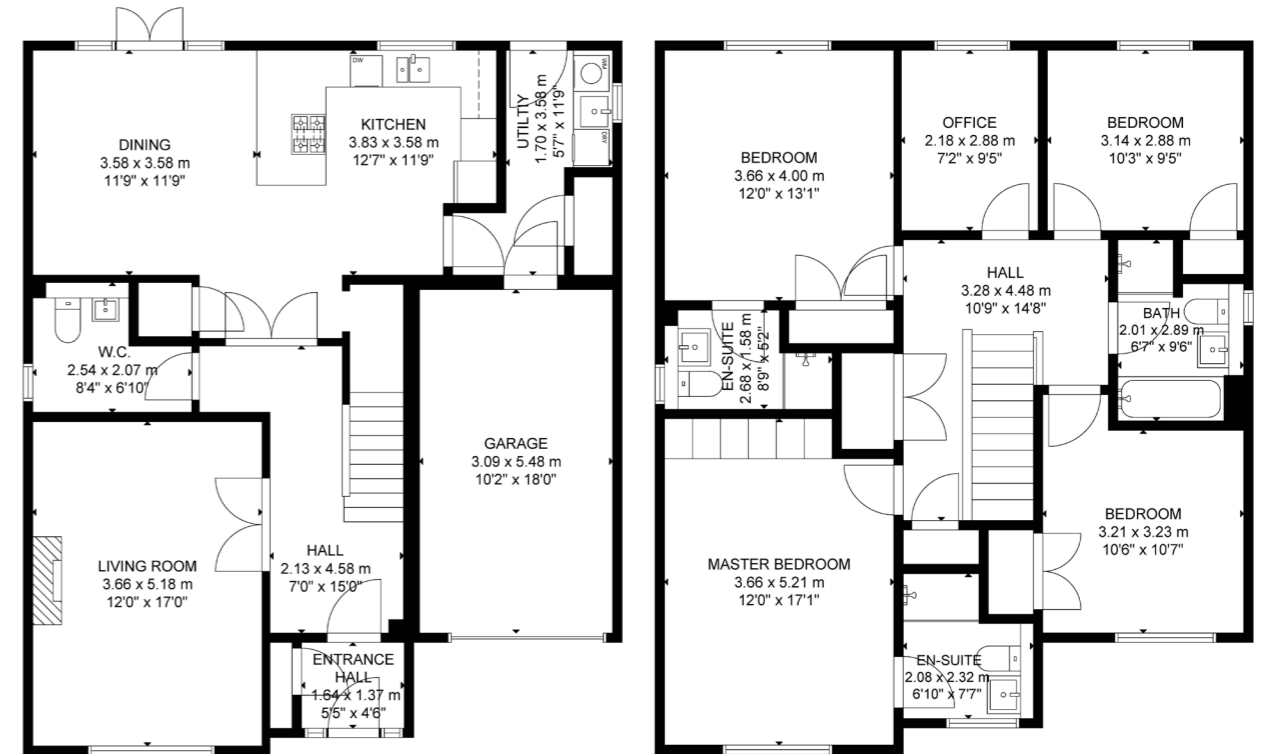 DINING
3.58 x 3.58 m
11'9" x 11'9"
DW
KITCHEN
3.83 x 3.58 m
12'7" x 11'9"
UTILTIY
1.70 x 3.58 m
5'7" x 11'9"
WM
DRY
W.C.
2.54 x 2.07 m
8'4" x 6'10"
LIVING ROOM
3.66 x 5.18 m
12'0" x 17'0"
HALL
2.13 x 4.58 m
7'0" x 15'0"
GARAGE
3.09 x 5.48 m
10'2" x 18'0"
ENTRANCE
HALL
1.64 x 1.37 m
5'5" x 4'6"
BEDROOM
3.66 x 4.00 m
12'0" x 13'1"
OFFICE
2.18 x 2.88 m
7'2" x 9'5"
BEDROOM
3.14 x 2.88 m
10'3" x 9'5"
HALL
3.28 x 4.48 m
10'9" x 14'8"
BATH
2.01 x 2.89 m
6'7" x 9'6"
EN-SUITE
2.68 x 1.58 m
8'9" x 5'2"
MASTER BEDROOM
3.66 x 5.21 m
12'0" x 17'1"
BEDROOM
3.21 x 3.23 m
10'6" x 10'7"
EN-SUITE
2.08 x 2.32 m
6'10" x 7'7"